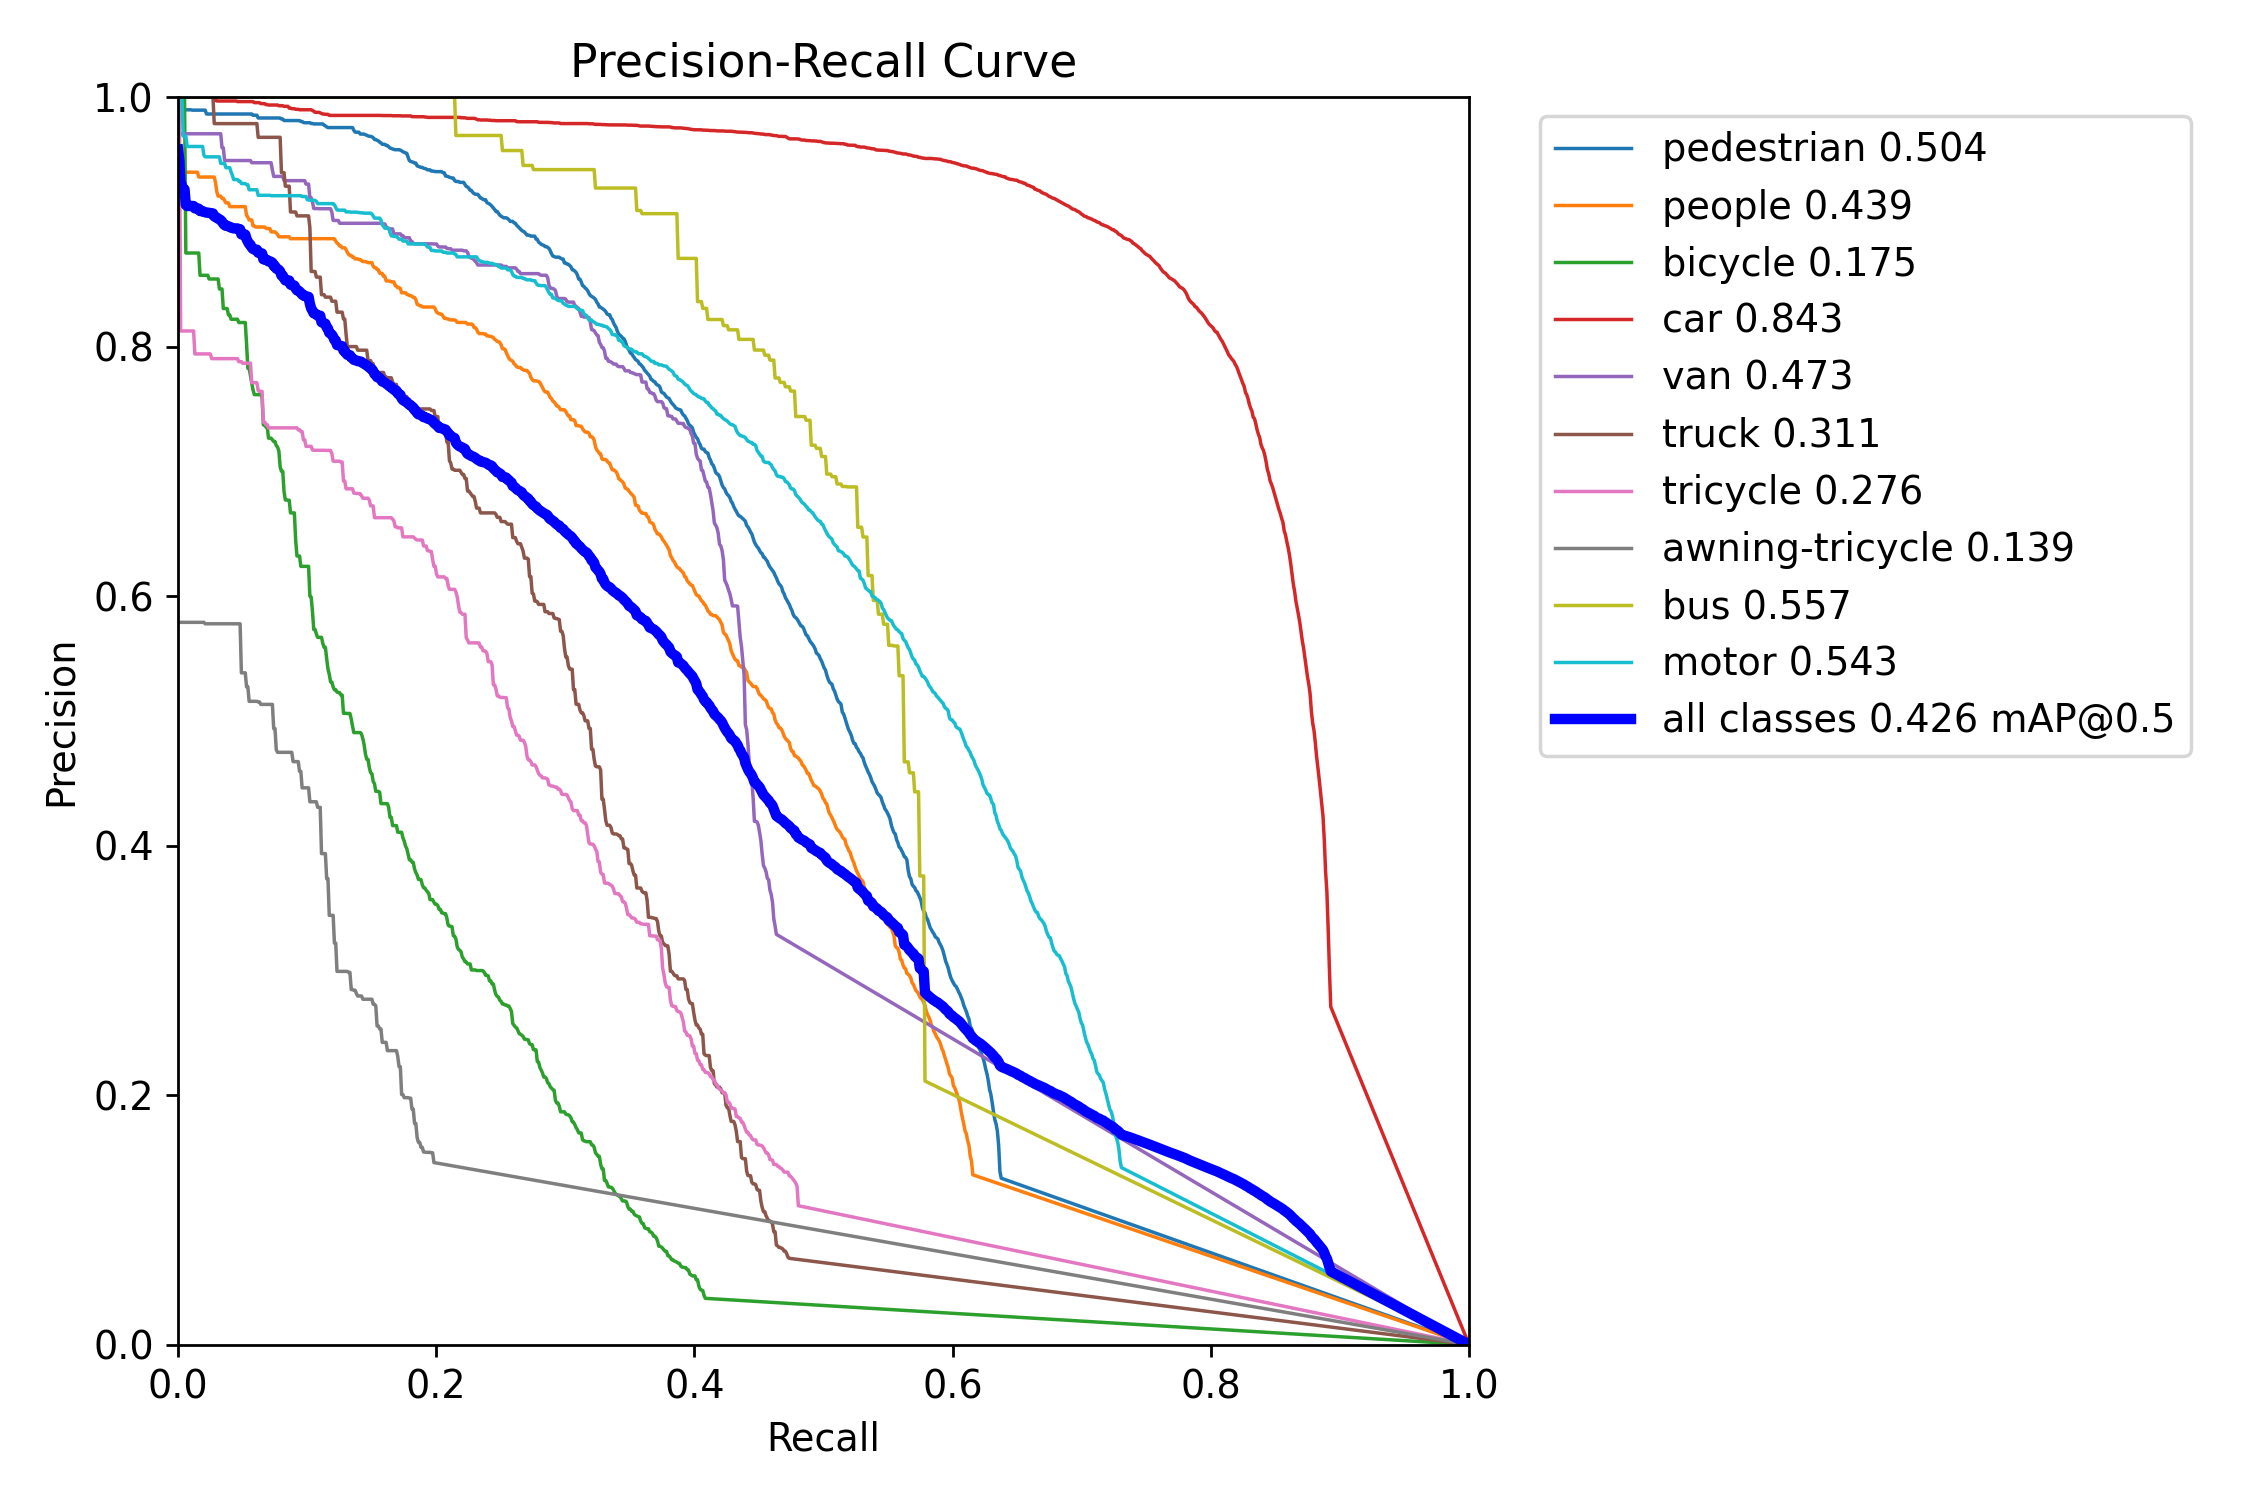 Precision-Recall Curve
1.0
0.8
0.6
0.4
0.2
0.0
Precision
0.0 0.2 0.4 0.6 0.8 1.0
Recall
pedestrian 0.504
people 0.439
bicycle 0.175
car 0.843
van 0.473
truck 0.311
tricycle 0.276
awning-tricycle 0.139
bus 0.557
motor 0.543
all classes 0.426 mAP@0.5